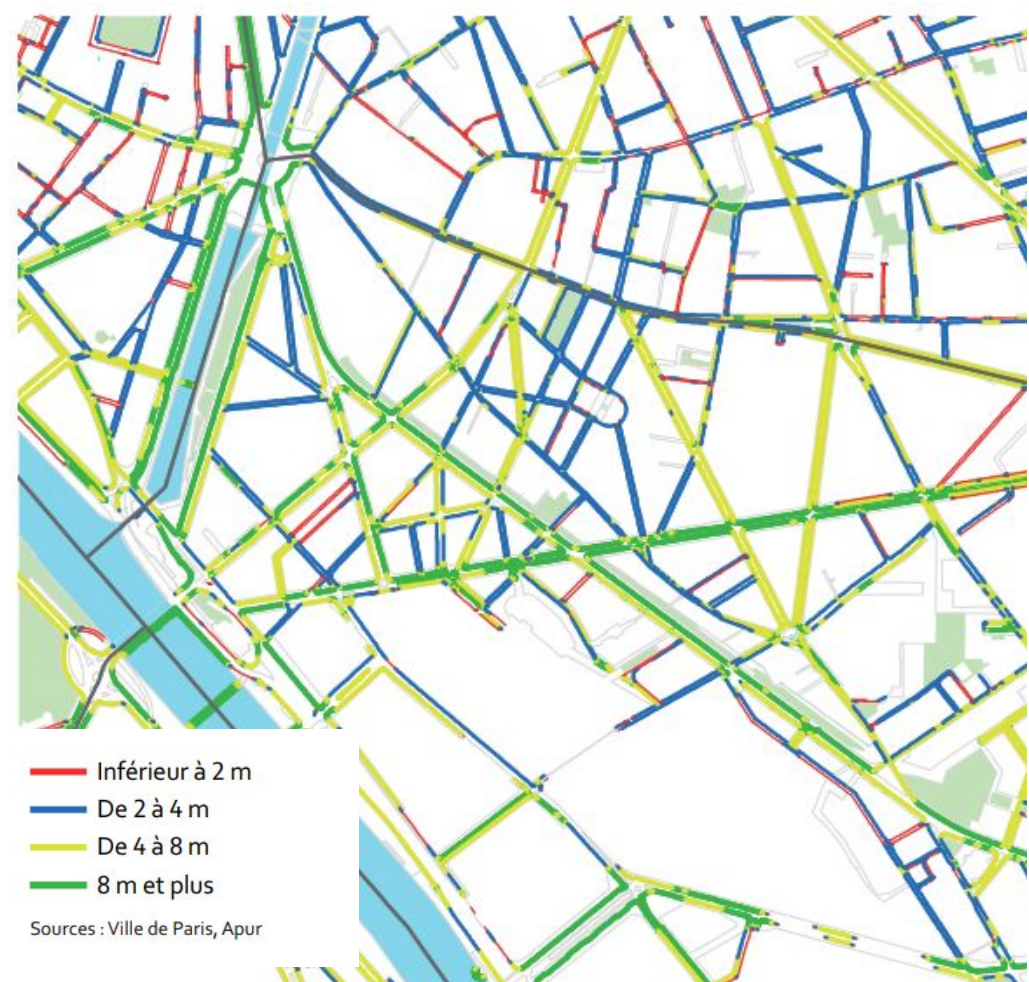 Inférieur à 2 m
De 2 à 4 m
De 4 à 8 m
8 m et plus
Sources : Ville de Paris, Apur